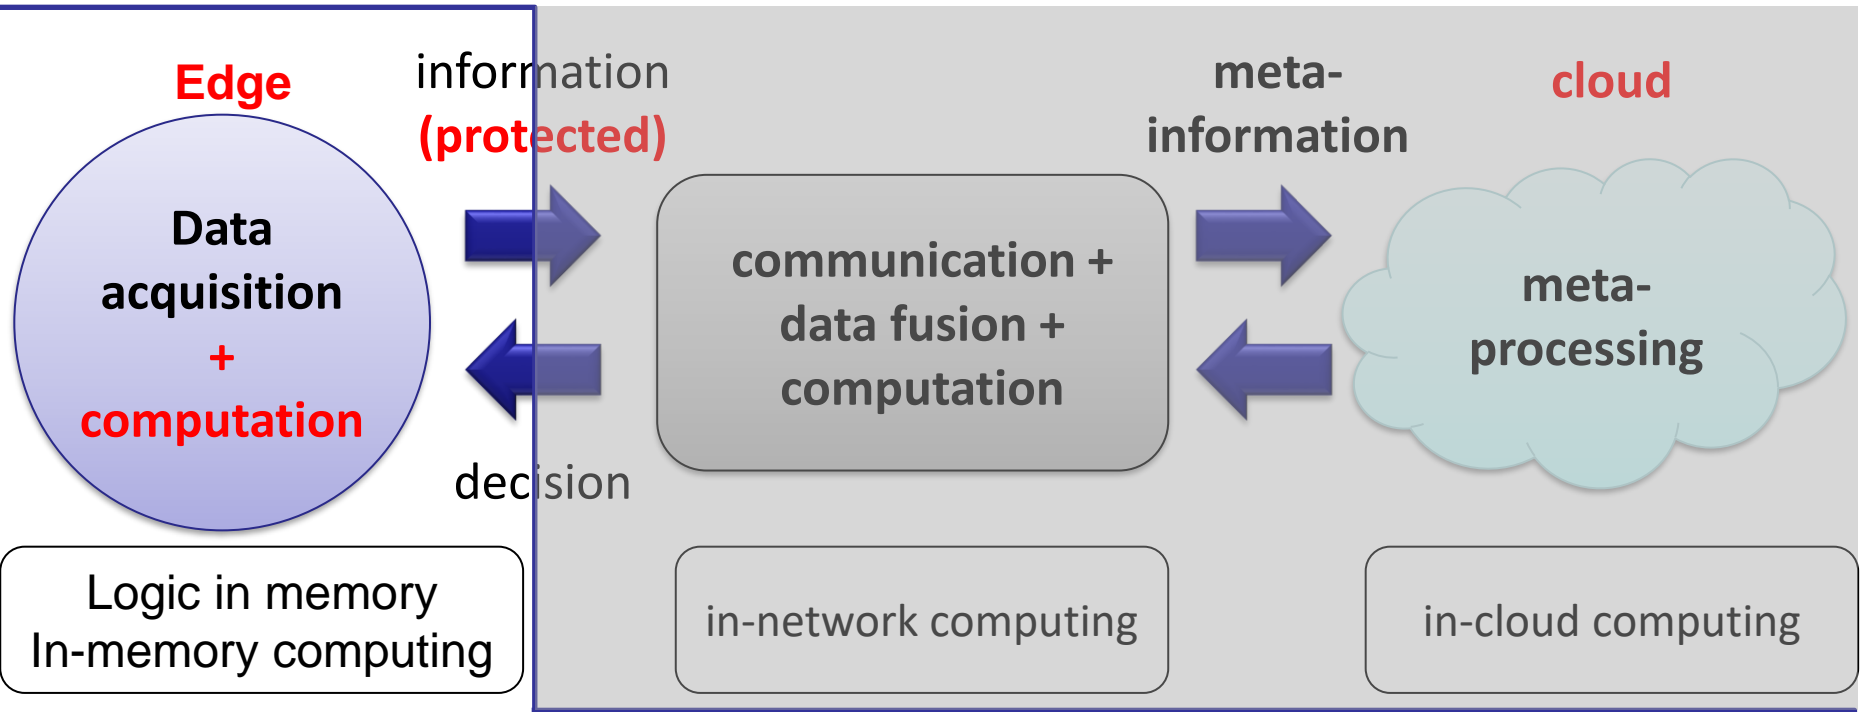 Edge
information
(protected)
meta-
information
cloud
Data
acquisition
+
computation
communication +
data fusion +
computation
meta-
processing
decision
Logic in memory
In-memory computing
in-network computing
in-cloud computing